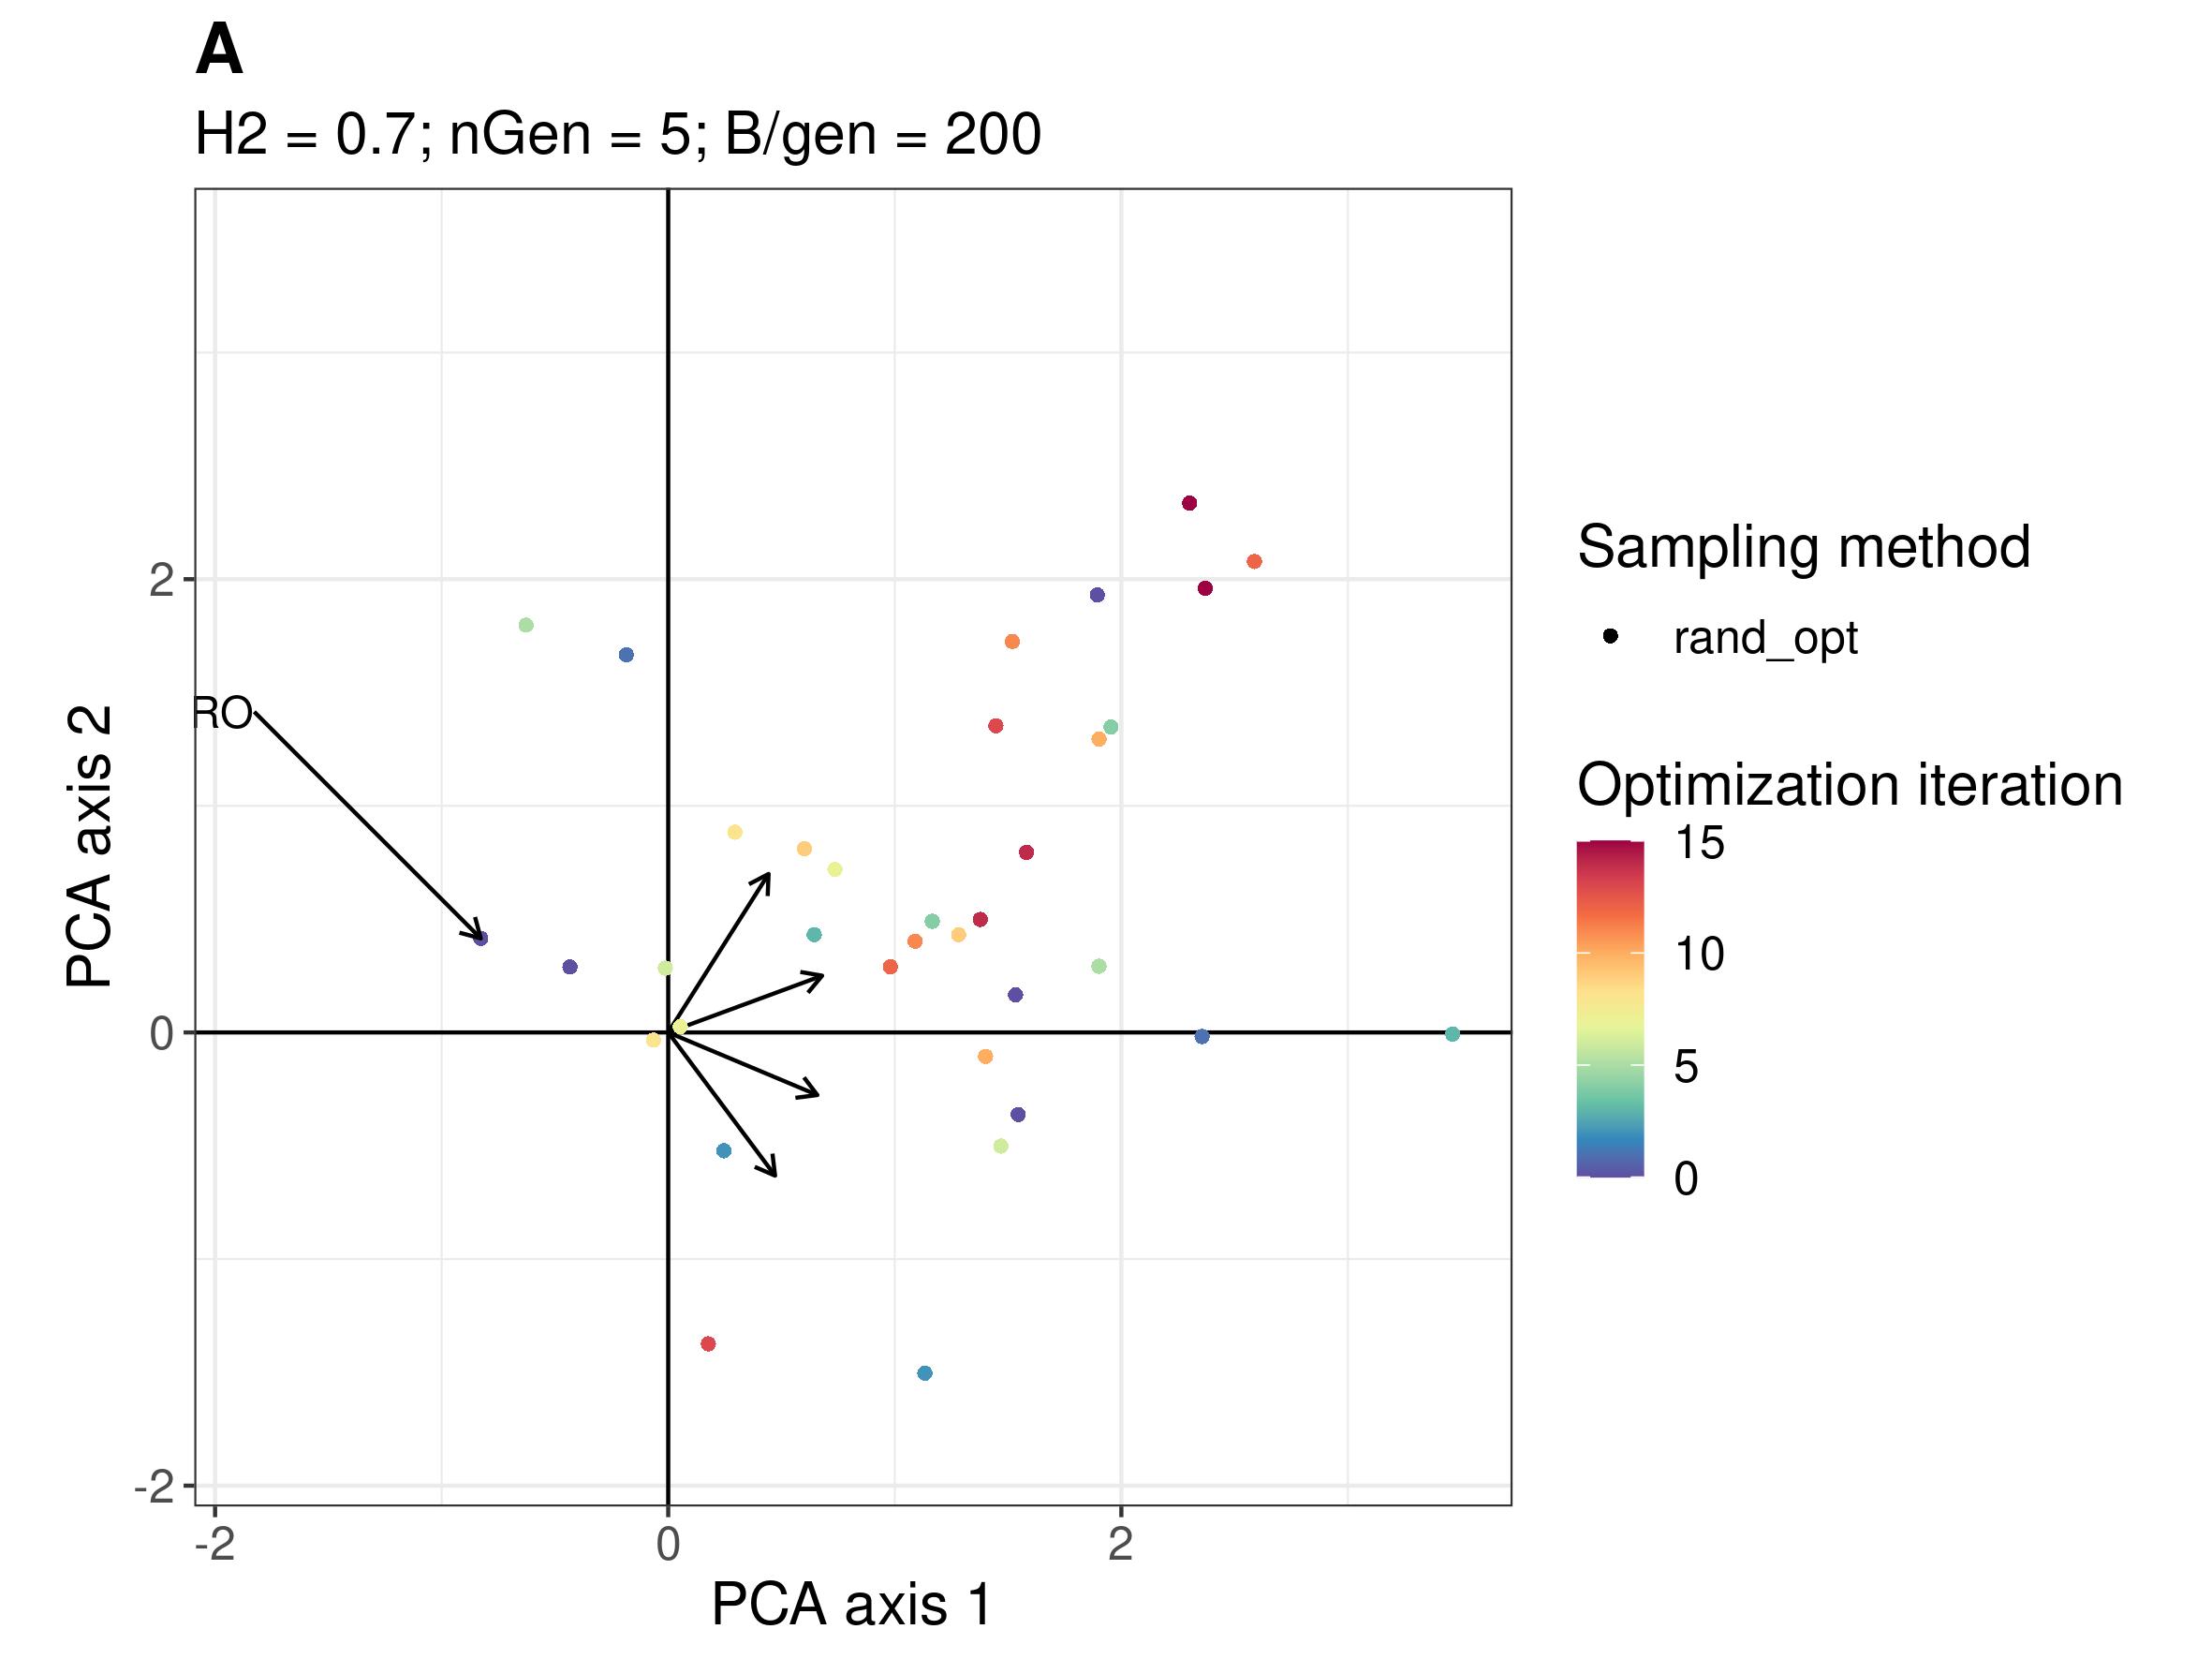 A
H2 = 0.7; nGen = 5; B/gen = 200
PCA axis 2
2
0
-2
RO
-2
0
2
PCA axis 1
Sampling method
rand_opt
Optimization iteration
15
10
5
0